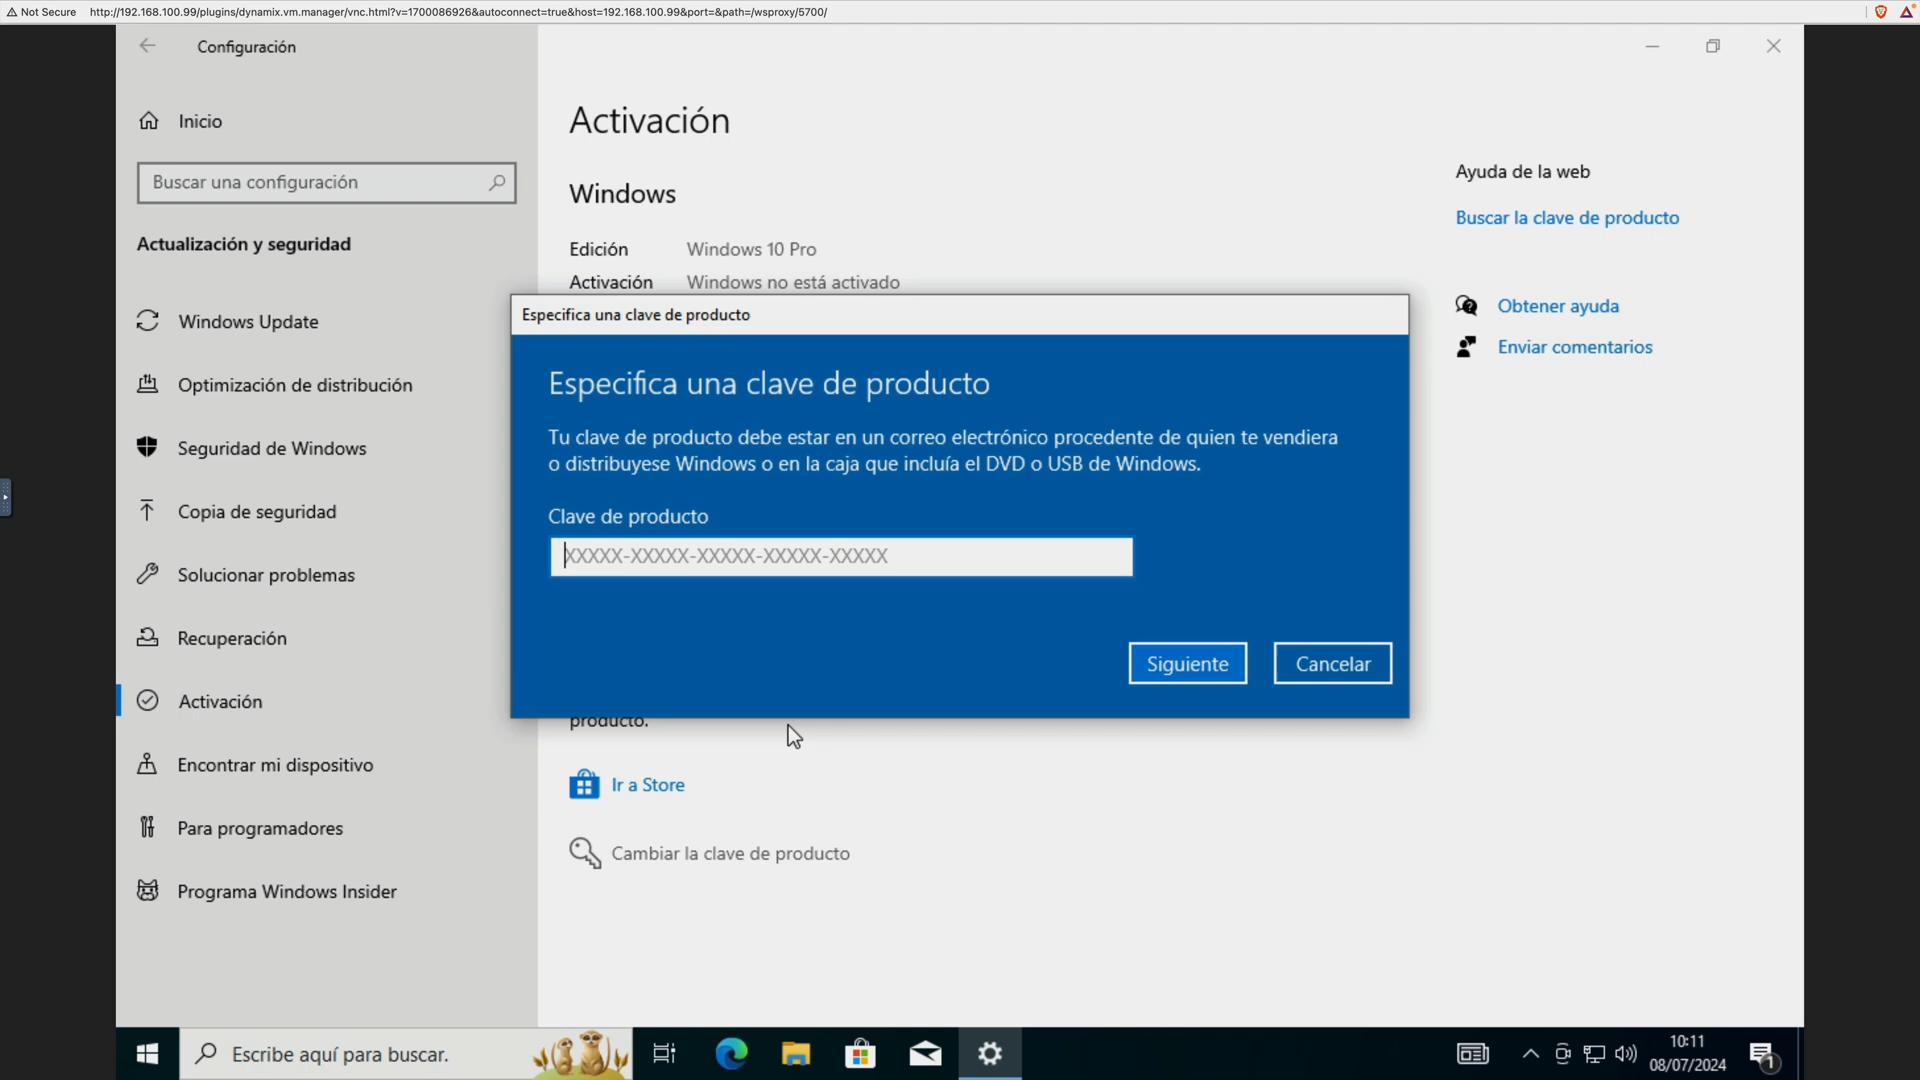 Not Secure http://192.168.100.99/plugins/dynamix.vm.manager/vnc.html?v=1700086926&autoconnect=true&host=192.168.100.99&port=&path=/wsproxy/5700/
Configuración
Inicio
Buscar una configuración
Actualización y seguridad
Windows Update
Optimización de distribución
Seguridad de Windows
Copia de seguridad
Solucionar problemas
Recuperación
Activación
Encontrar mi dispositivo
Para programadores
Programa Windows Insider
Activación
Windows
Edición Windows 10 Pro
Activación Windows no está activado
Especifica una clave de producto
Especifica una clave de producto
Tu clave de producto debe estar en un correo electrónico procedente de quien te vendiera
o distribuyese Windows o en la caja que incluía el DVD o USB de Windows.
Clave de producto
XXXXX-XXXXX-XXXXX-XXXXX-XXXXX
Siguiente Cancelar
producto.
Ir a Store
Cambiar la clave de producto
Ayuda de la web
Buscar la clave de producto
Obtener ayuda
Enviar comentarios
Escribe aquí para buscar.
10:11
08/07/2024
1